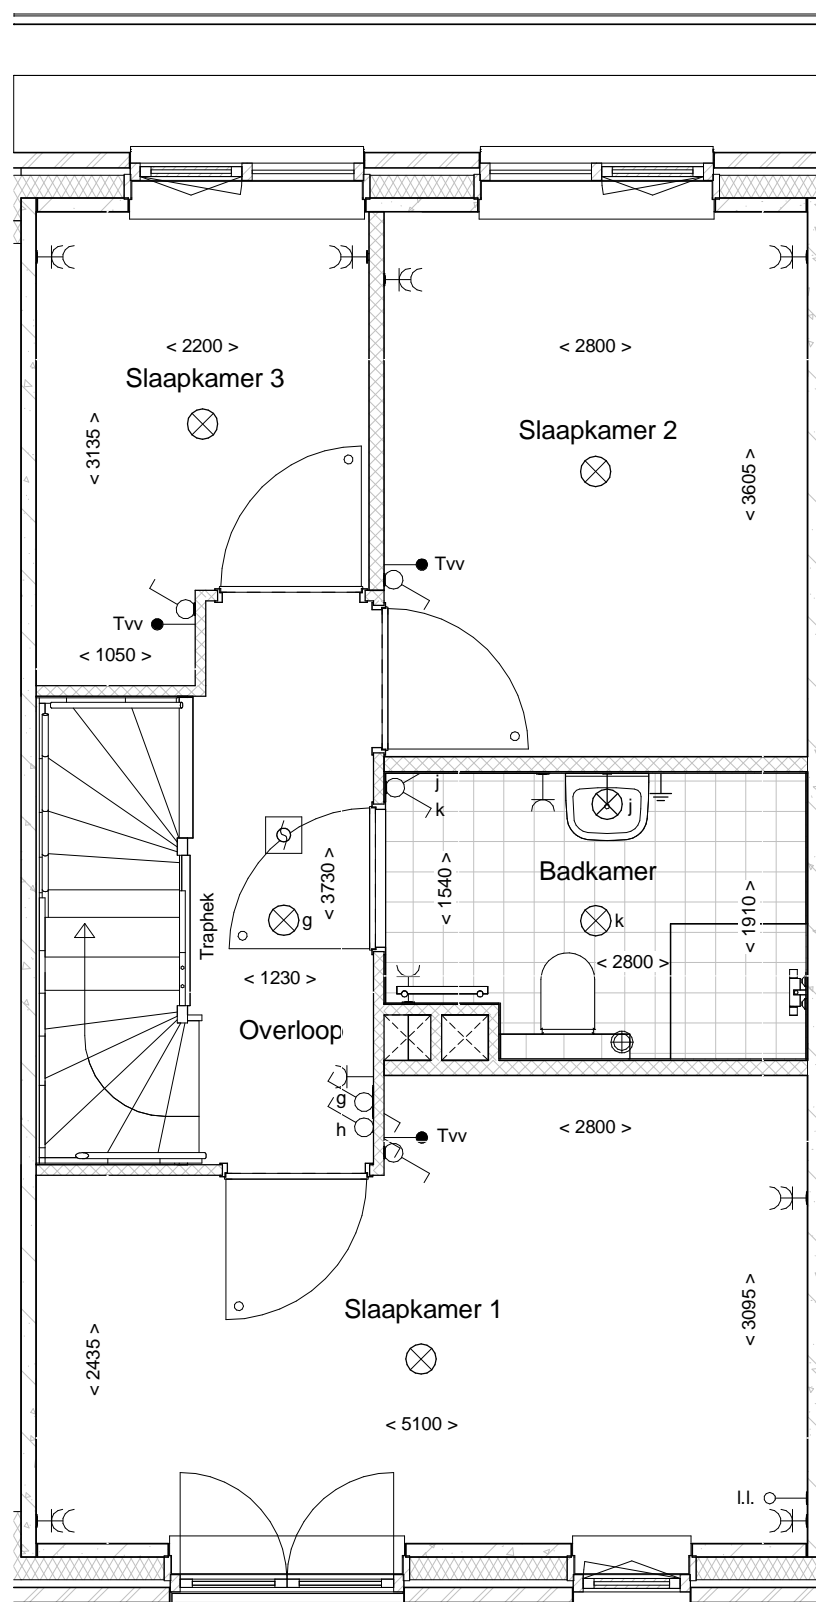 < 2200 >
< 2800 >
Slaapkamer 3
Slaapkamer 2
< 3135 >
< 3605 >
Tvv
Tvv
< 1050 >
j
k
j
Badkamer
< 3730 >
< 1540 >
< 1910 >
Traphek
g
k
< 2800 >
< 1230 >
Overloop
g
h
Tvv
< 2800 >
Slaapkamer 1
< 3095 >
< 2435 >
< 5100 >
I.I.